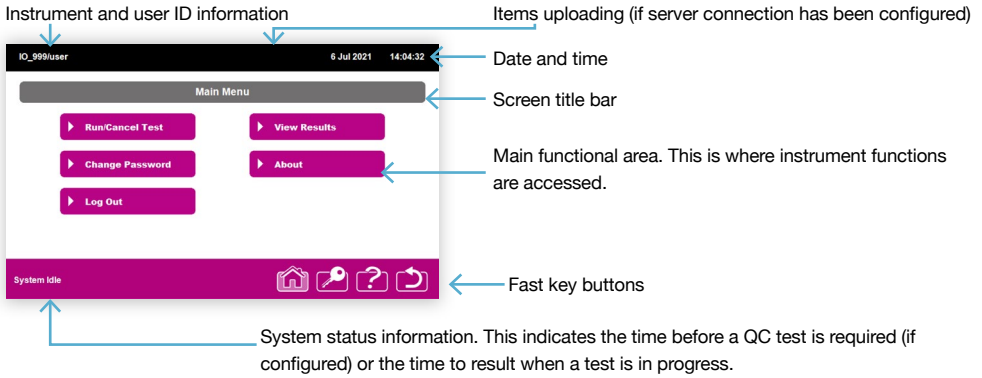 Instrument and user ID information
Items uploading (if server connection has been configured)
IO_999/user
6 Jul 2021
14:04:32
Date and time
Main Menu
Screen title bar
Run/Cancel Test
View Results
Change Password
About
Main functional area. This is where instrument functions
are accessed.
Log Out
System Idle
Fast key buttons
System status information. This indicates the time before a QC test is required (if
configured) or the time to result when a test is in progress.